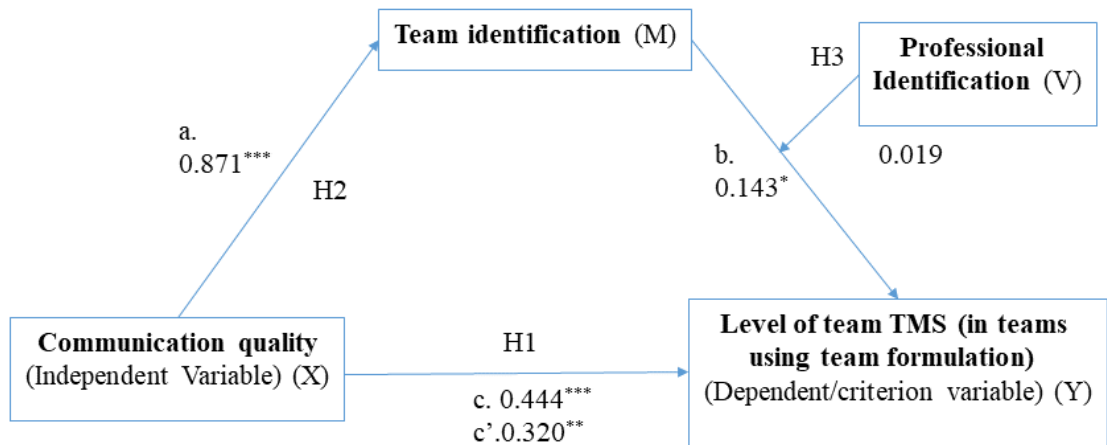 Team identification (M)
H3
Professional
Identification (V)
a.
0.871***
H2
b.
0.143*
0.019
Communication quality
(Independent Variable) (X)
H1
c. 0.444***
c’.0.320**
Level of team TMS (in teams
using team formulation)
(Dependent/criterion variable) (Y)